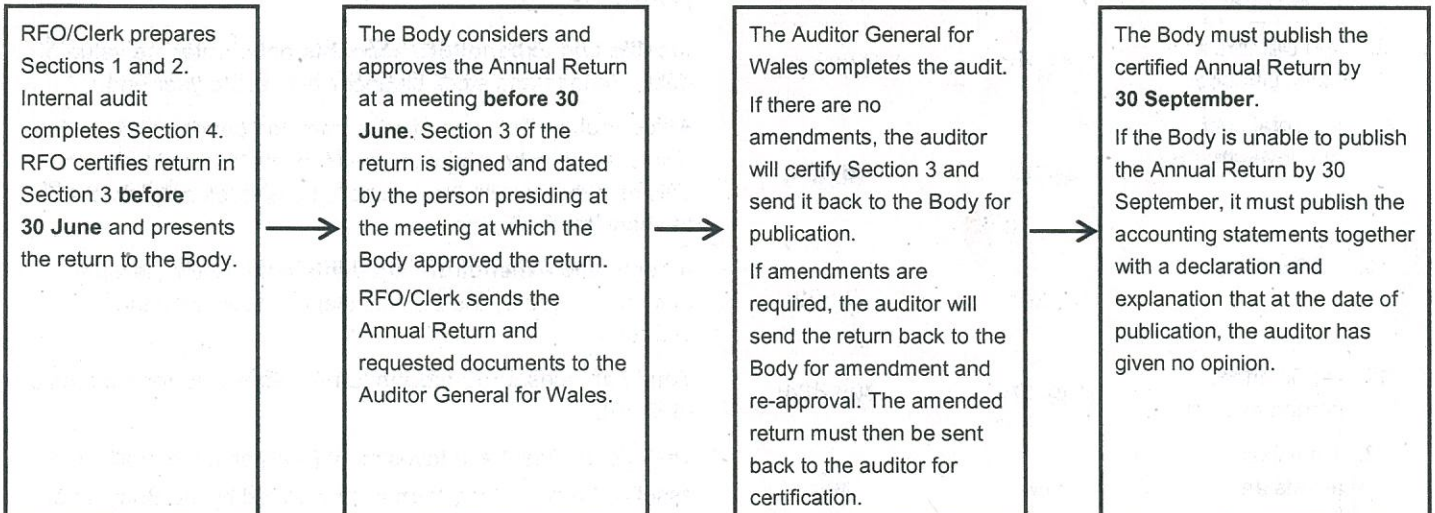 RFO/Clerk prepares
Sections 1 and 2.
Internal audit
completes Section 4.
RFO certifies return in
Section 3 before
30 June and presents
the return to the Body.
The Body considers and
approves the Annual Return
at a meeting before 30
June. Section 3 of the
return is signed and dated
by the person presiding at
the meeting at which the
Body approved the return.
RFO/Clerk sends the
Annual Return and
requested documents to the
Auditor General for Wales.
The Auditor General for
Wales completes the audit.
If there are no
amendments, the auditor
will certify Section 3 and
send it back to the Body for
publication.
If amendments are
required, the auditor will
send the return back to the
Body for amendment and
re-approval. The amended
return must then be sent
back to the auditor for
certification.
The Body must publish the
certified Annual Return by
30 September.
If the Body is unable to publish
the Annual Return by 30
September, it must publish the
accounting statements together
with a declaration and
explanation that at the date of
publication, the auditor has
given no opinion.